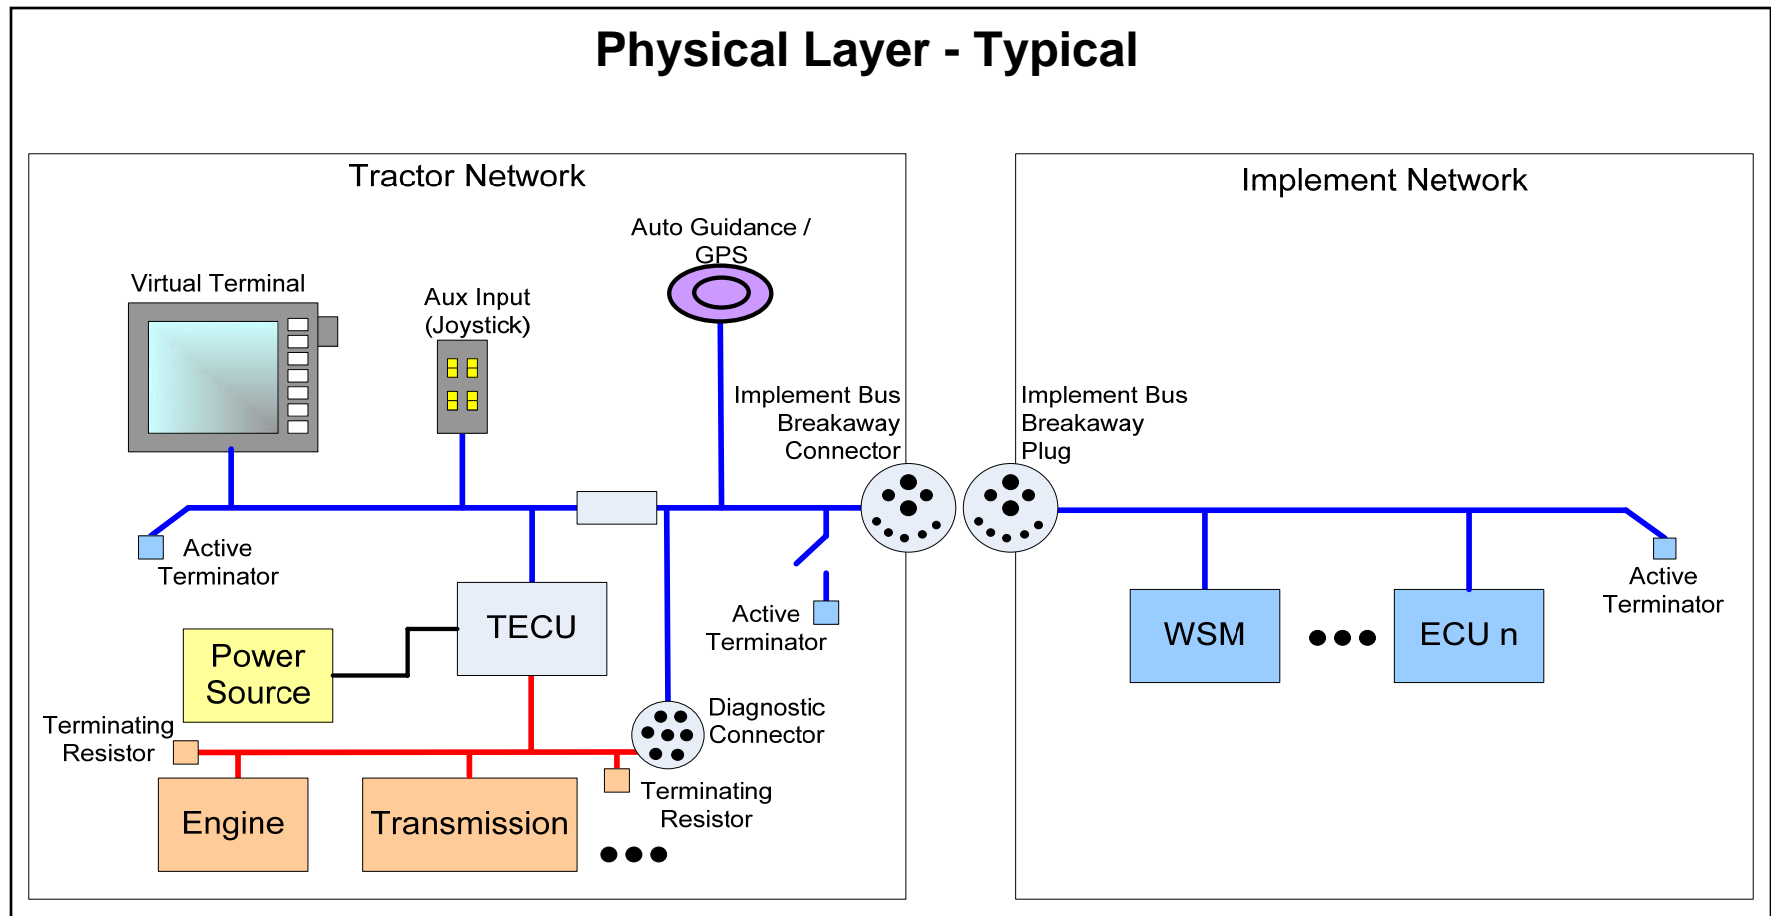 Physical Layer - Typical
Tractor Network
Implement Network
Auto Guidance /
GPS
Virtual Terminal
Aux Input
(Joystick)
Implement Bus
Breakaway
Connector
Implement Bus
Breakaway
Plug
Active
Terminator
TECU
Active
Terminator
Active
Terminator
WSM
ECU n
Power
Source
Terminating
Resistor
Diagnostic
Connector
Terminating
Resistor
Engine
Transmission